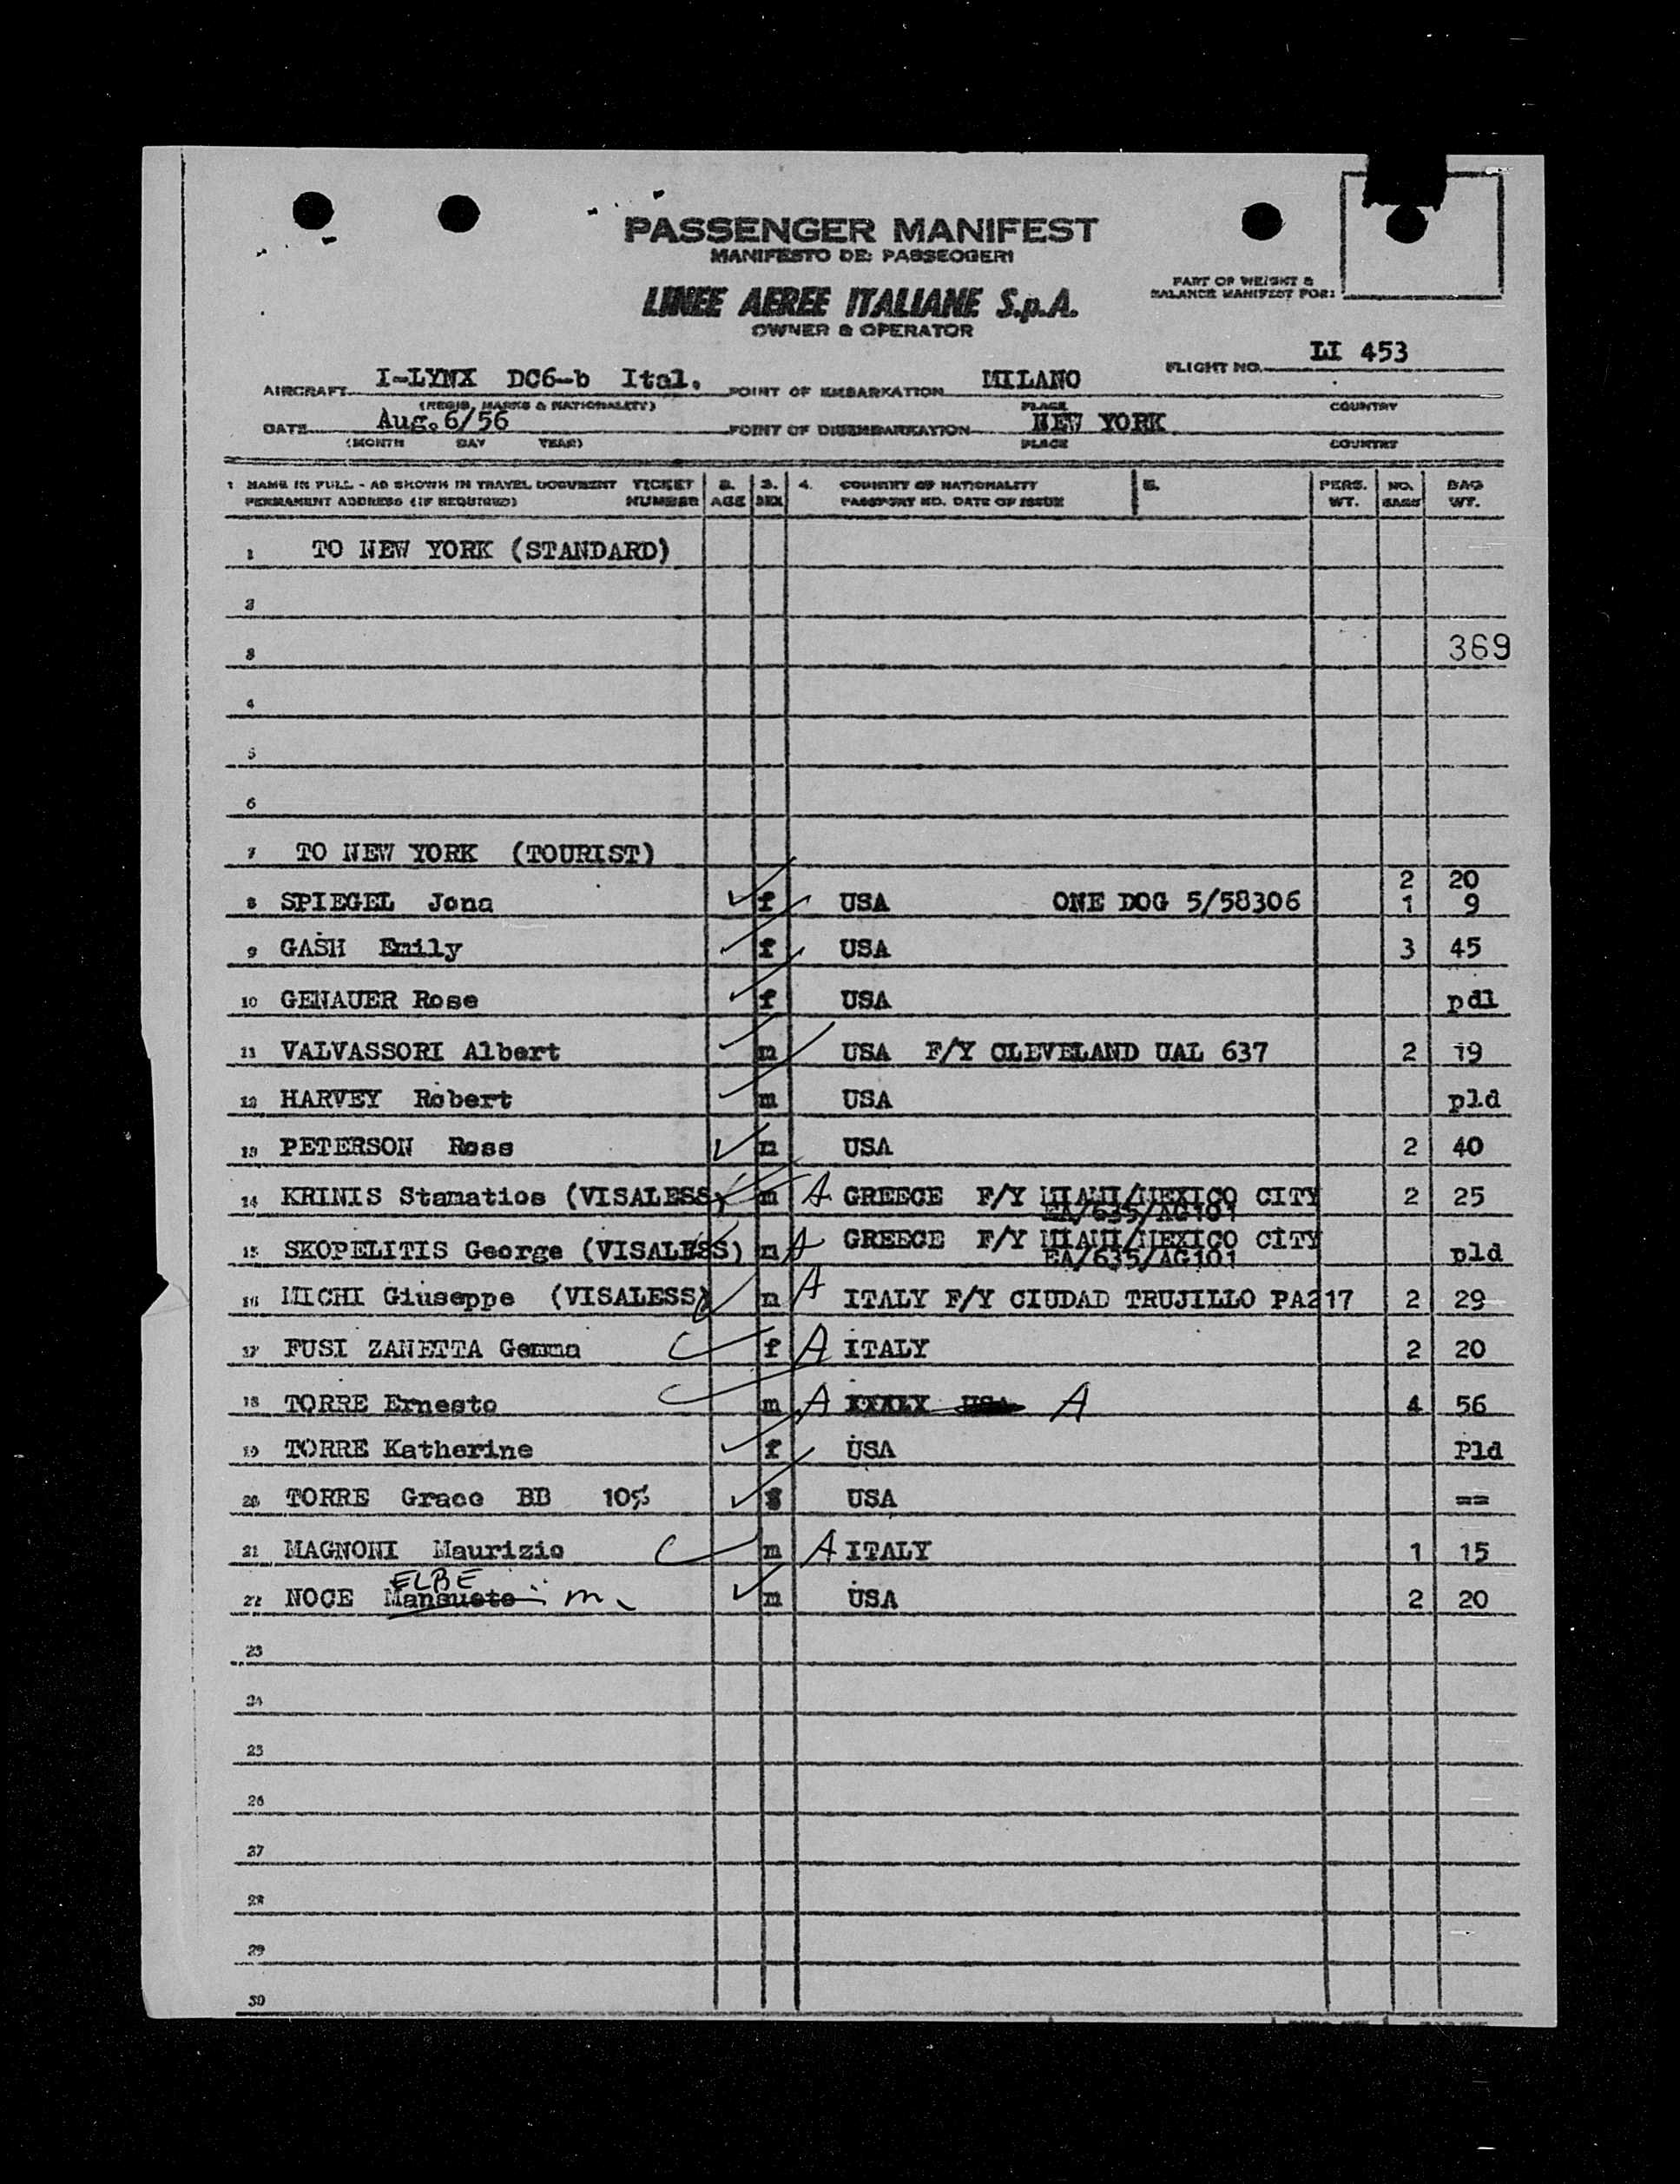 PASSENGER MANIFEST
MANIFESTO DEI PASSEGGERI
LINEE AEREE ITALIANE S.p.A.
OWNER & OPERATOR
PART OF WEIGHT &
BALANCE MANIFEST FOR:
FLIGHT NO. LI 453
AIRCRAFT I-LYNX DC6-b Ital. POINT OF EMBARKATION MILANO
(REGIS. MARKS & NATIONALITY) PLACE COUNTRY
DATE Aug.6/56 POINT OF DISEMBARKATION NEW YORK
(MONTH DAY YEAR) PLACE COUNTRY
1 NAME IN FULL - AS SHOWN IN TRAVEL DOCUMENT TICKET 2. 3. 4. COUNTRY OF NATIONALITY 5. PERS. NO. BAG
PERMANENT ADDRESS (IF REQUIRED) NUMBER AGE SEX PASSPORT NO. DATE OF ISSUE WT. BAGS WT.
1 TO NEW YORK (STANDARD)
2
3 369
4
5
6
7 TO NEW YORK (TOURIST)
2 20
8 SPIEGEL Jona f USA ONE DOG 5/58306 1 9
9 GASH Emily f USA 3 45
10 GENAUER Rose f USA pdl
11 VALVASSORI Albert m USA F/Y CLEVELAND UAL 637 2 19
12 HARVEY Robert m USA pld
13 PETERSON Ross m USA 2 40
14 KRINIS Stamatios (VISALESS) m A GREECE F/Y MIAMI/MEXICO CITY 2 25
EA/635/AG101
15 SKOPELITIS George (VISALESS) m A GREECE F/Y MIAMI/MEXICO CITY pld
EA/635/AG101
16 MICHI Giuseppe (VISALESS) m A ITALY F/Y CIUDAD TRUJILLO PA217 2 29
17 FUSI ZANETTA Gemma f A ITALY 2 20
18 TORRE Ernesto m A USA A 4 56
19 TORRE Katherine f USA Pld
20 TORRE Grace BB 10% USA ==
21 MAGNONI Maurizio m A ITALY 1 15
ELBE
22 NOCE Mansueto m. m USA 2 20
23
24
25
26
27
28
29
30